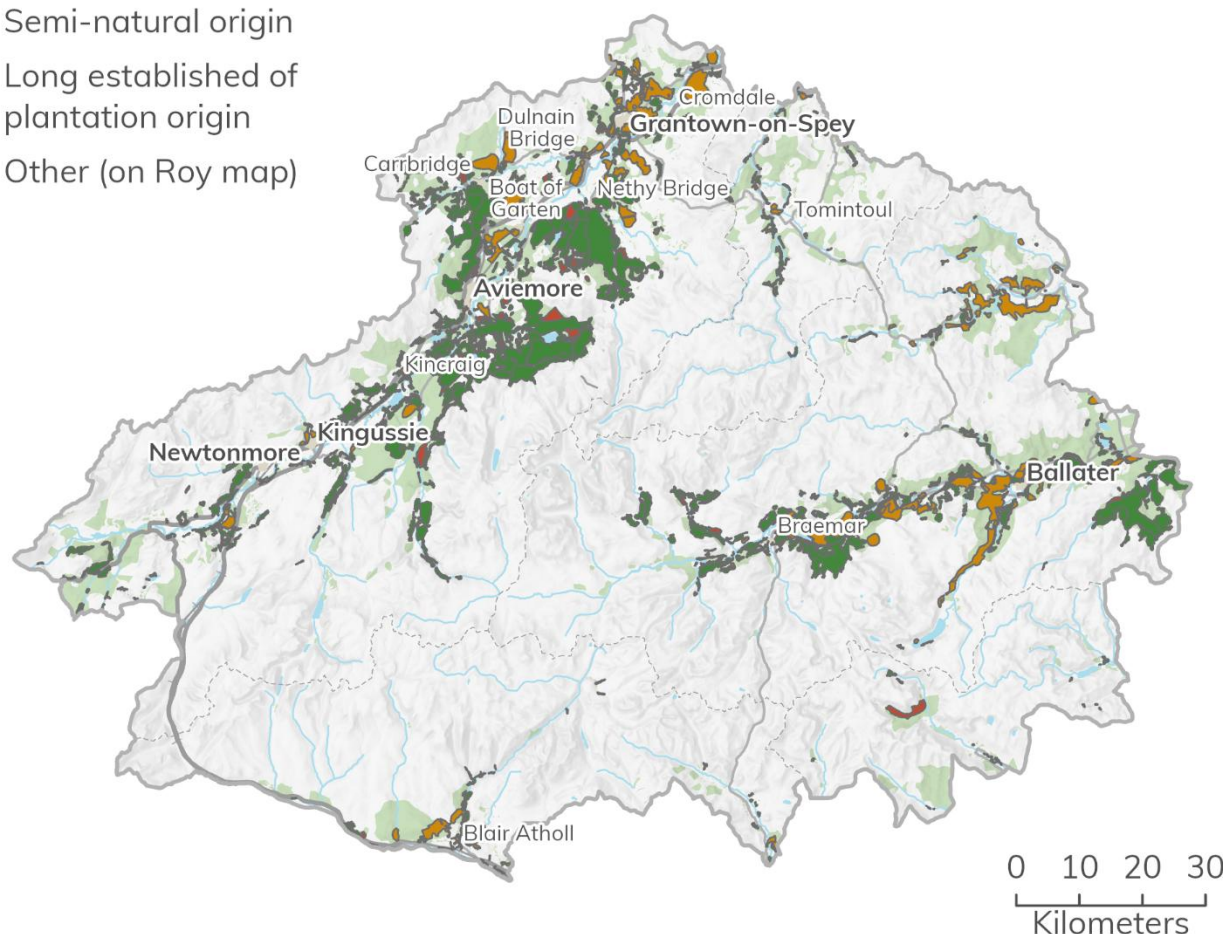 Semi-natural origin
Long established of
plantation origin
Other (on Roy map)
Cromdale
Grantown-on-Spey
Dulnain
Bridge
Carrbridge
Boat of
Garten
Nethy Bridge
Tomintoul
Aviemore
Kincraig
Kingussie
Newtonmore
Ballater
Braemar
Blair Atholl
0 10 20 30
Kilometers